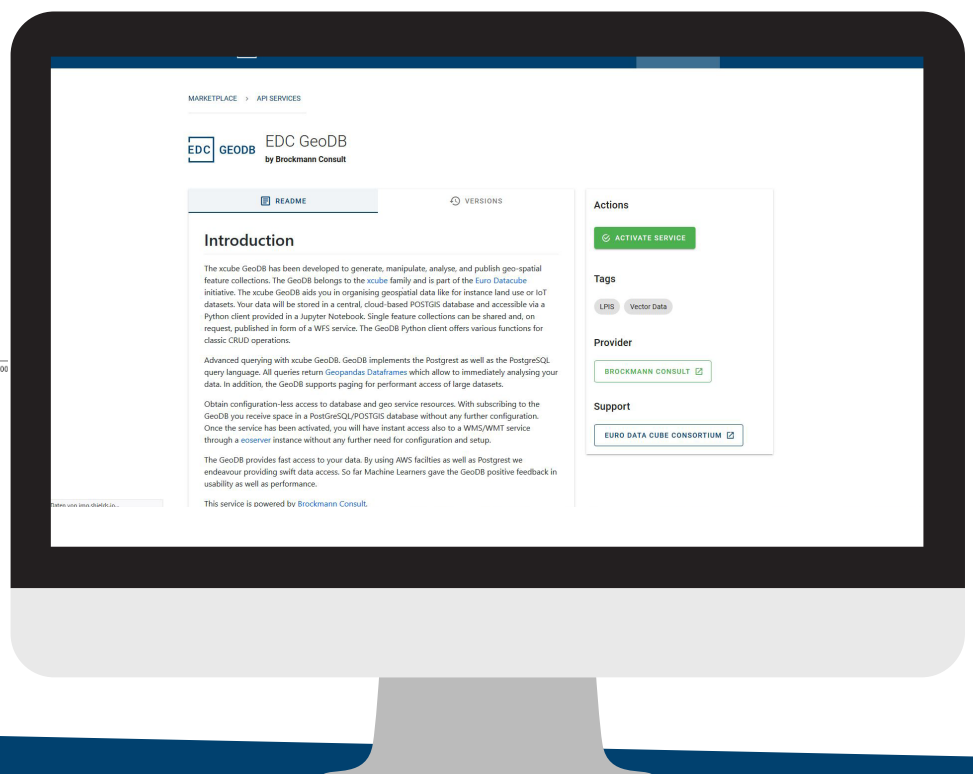 MARKETPLACE > API SERVICES
EDC GEODB
EDC GeoDB
by Brockmann Consult
README
VERSIONS
Introduction
The xcube GeoDB has been developed to generate, manipulate, analyse, and publish geo-spatial
feature collections. The GeoDB belongs to the xcube family and is part of the Euro Datacube
initiative. The xcube GeoDB aids you in organising geospatial data like for instance land use or IoT
datasets. Your data will be stored in a central, cloud-based POSTGIS database and accessible via a
Python client provided in a Jupyter Notebook. Single feature collections can be shared and, on
request, published in form of a WFS service. The GeoDB Python client offers various functions for
classic CRUD operations.
Advanced querying with xcube GeoDB. GeoDB implements the Postgrest as well as the PostgreSQL
query language. All queries return Geopandas Dataframes which allow to immediately analysing your
data. In addition, the GeoDB supports paging for performant access of large datasets.
Obtain configuration-less access to database and geo service resources. With subscribing to the
GeoDB you receive space in a PostGreSQL/POSTGIS database without any further configuration.
Once the service has been activated, you will have instant access also to a WMS/WMT service
through a eoserver instance without any further need for configuration and setup.
The GeoDB provides fast access to your data. By using AWS facilties as well as Postgrest we
endeavour providing swift data access. So far Machine Learners gave the GeoDB positive feedback in
usability as well as performance.
This service is powered by Brockmann Consult.
Actions
ACTIVATE SERVICE
Tags
LPIS
Vector Data
Provider
BROCKMANN CONSULT
Support
EURO DATA CUBE CONSORTIUM
00
Daten von img.shields.io...